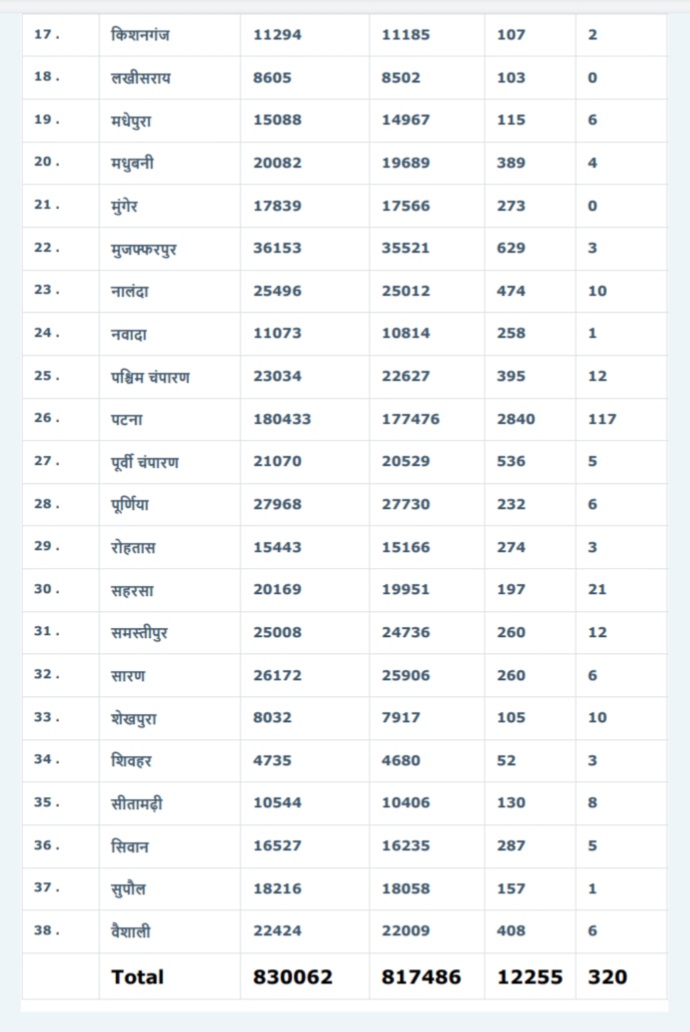 17. किशनगंज 11294 11185 107 2
18. लखीसराय 8605 8502 103 0
19. मधेपुरा 15088 14967 115 6
20. मधुबनी 20082 19689 389 4
21. मुंगेर 17839 17566 273 0
22. मुजफ्फरपुर 36153 35521 629 3
23. नालंदा 25496 25012 474 10
24. नवादा 11073 10814 258 1
25. पश्चिम चंपारण 23034 22627 395 12
26. पटना 180433 177476 2840 117
27. पूर्वी चंपारण 21070 20529 536 5
28. पूर्णिया 27968 27730 232 6
29. रोहतास 15443 15166 274 3
30. सहरसा 20169 19951 197 21
31. समस्तीपुर 25008 24736 260 12
32. सारण 26172 25906 260 6
33. शेखपुरा 8032 7917 105 10
34. शिवहर 4735 4680 52 3
35. सीतामढ़ी 10544 10406 130 8
36. सिवान 16527 16235 287 5
37. सुपौल 18216 18058 157 1
38. वैशाली 22424 22009 408 6
Total 830062 817486 12255 320